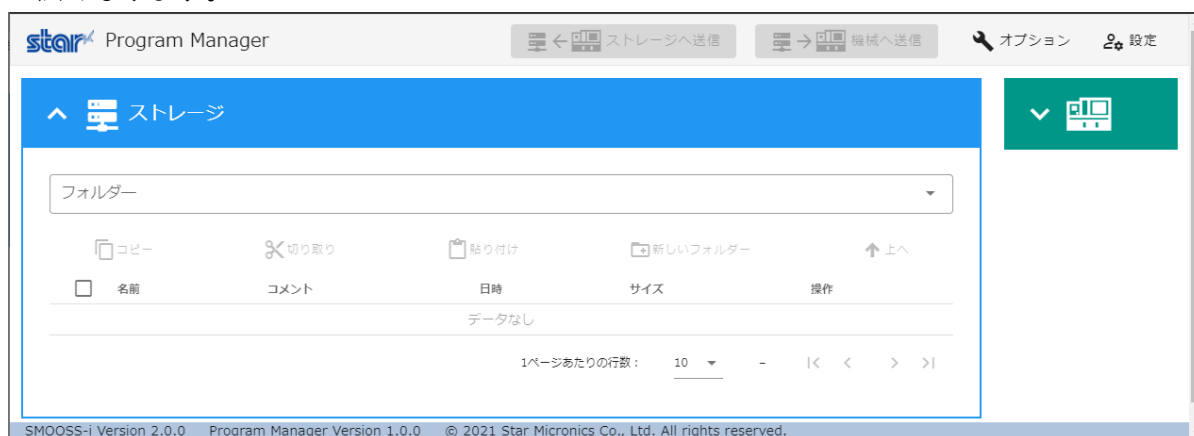 star Program Manager
ストレージへ送信
機械へ送信
オプション
設定
ストレージ
フォルダー
コピー
切り取り
貼り付け
新しいフォルダー
上へ
名前
コメント
日時
サイズ
操作
データなし
1ページあたりの行数： 10 –
SMOOSS-i Version 2.0.0 Program Manager Version 1.0.0 © 2021 Star Micronics Co., Ltd. All rights reserved.